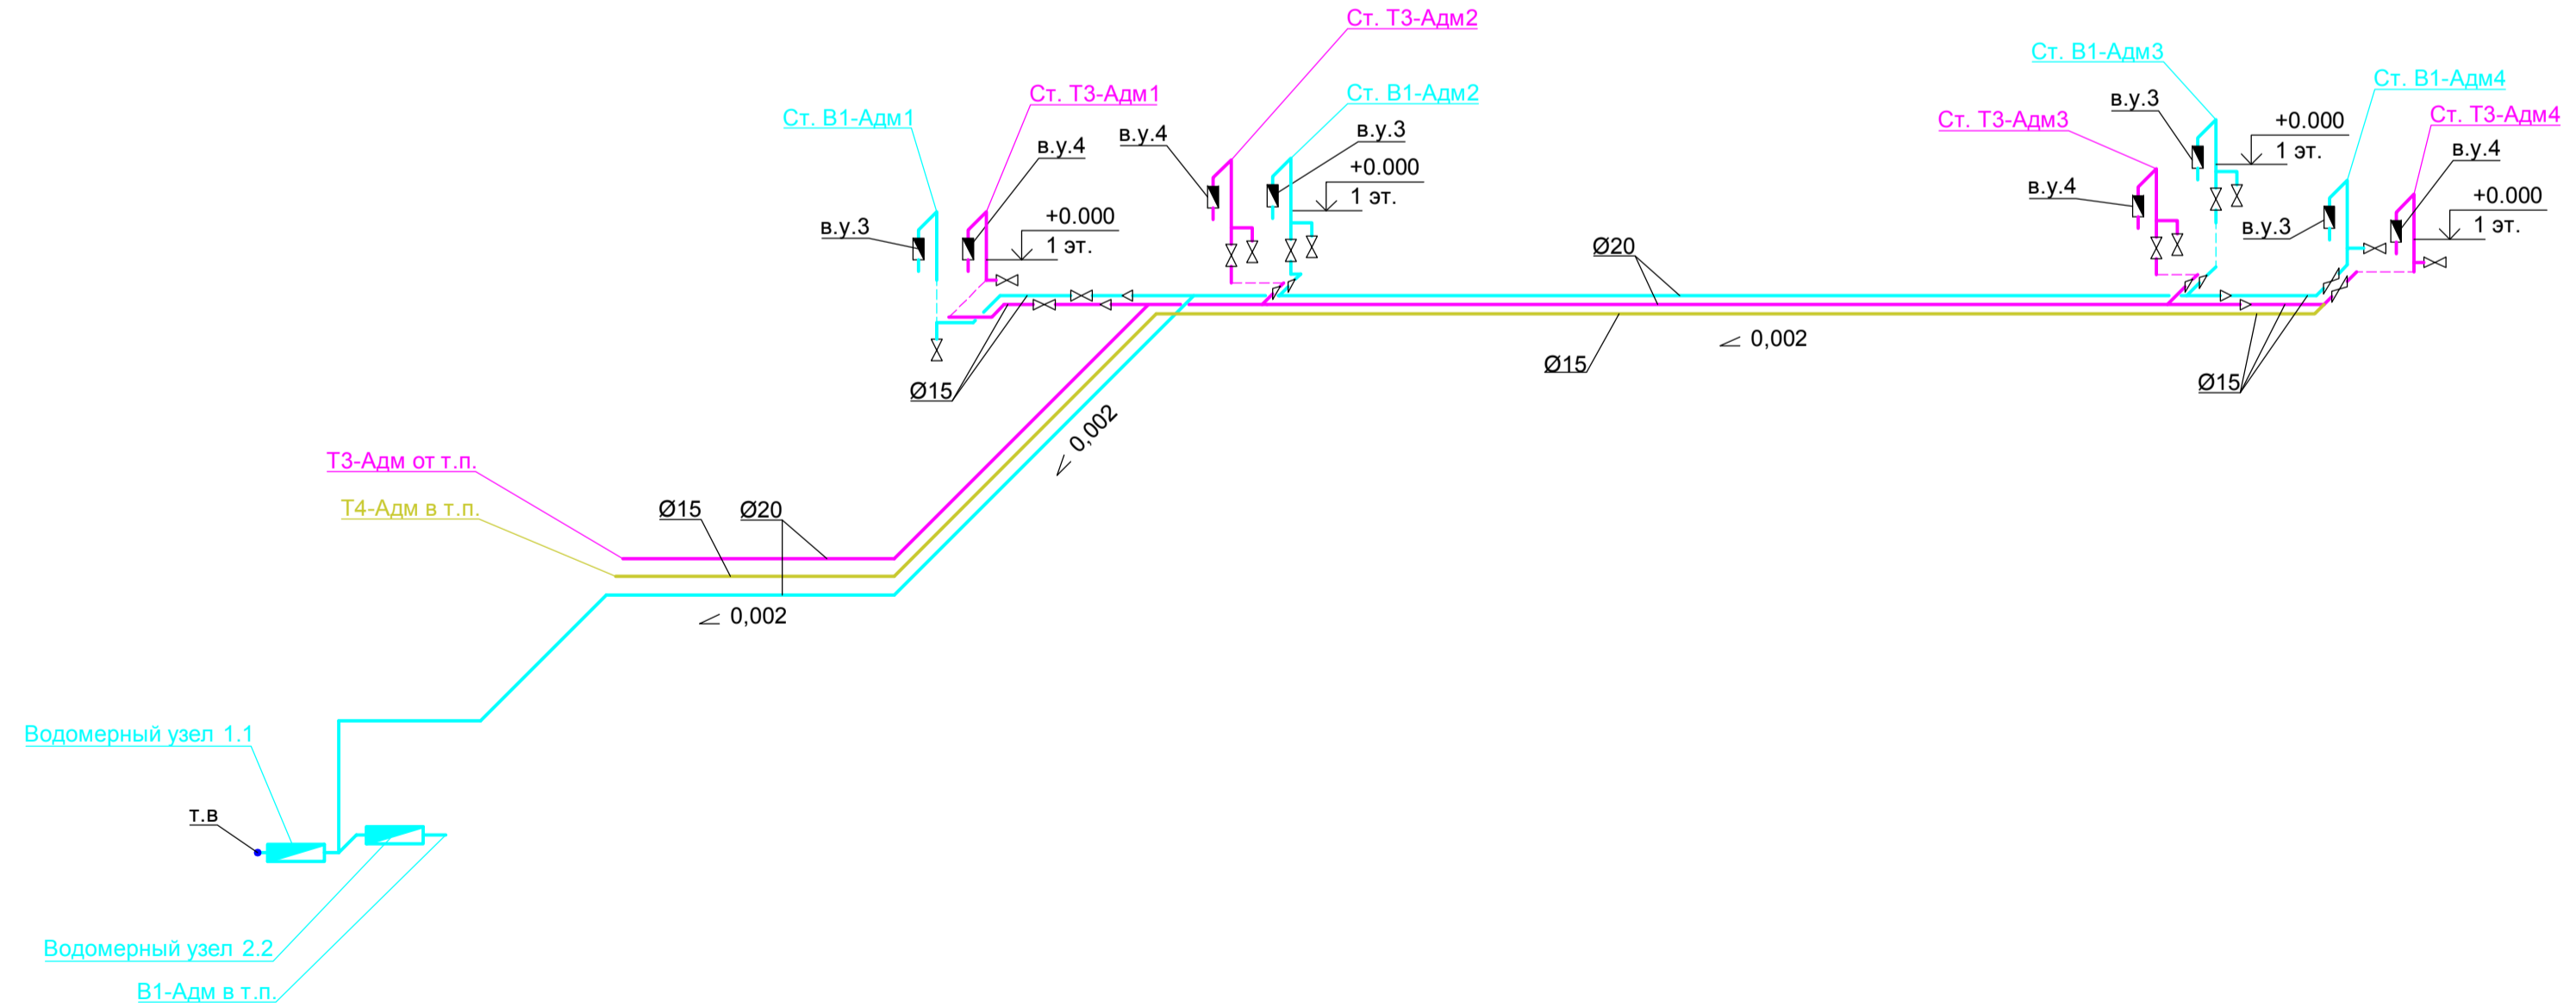 Ст. Т3-Адм2
Ст. В1-Адм3
Ст. В1-Адм4
Ст. Т3-Адм1
Ст. В1-Адм2
в.у.3
Ст. В1-Адм1
Ст. Т3-Адм3
+0.000
Ст. Т3-Адм4
в.у.4
в.у.4
в.у.3
1 эт.
в.у.4
+0.000
в.у.4
+0.000
1 эт.
в.у.3
+0.000
в.у.3
1 эт.
1 эт.
Ø20
0,002
Ø15
Ø15
Ø15
0,002
Т3-Адм от т.п.
Т4-Адм в т.п.
Ø15
Ø20
0,002
Водомерный узел 1.1
т.в
Водомерный узел 2.2
В1-Адм в т.п.